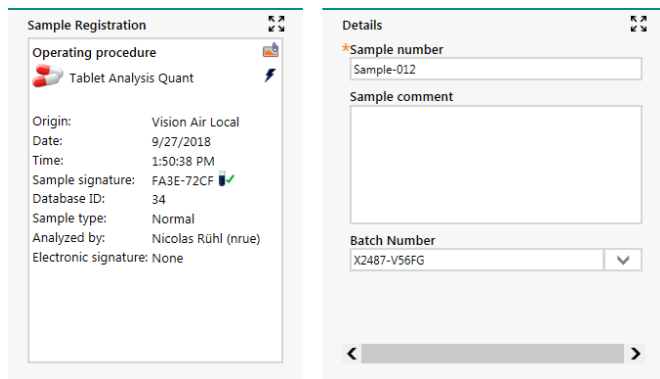 Sample Registration
Operating procedure
Tablet Analysis Quant
Origin: Vision Air Local
Date: 9/27/2018
Time: 1:50:38 PM
Sample signature: FA3E-72CF
Database ID: 34
Sample type: Normal
Analyzed by: Nicolas Rühl (nrue)
Electronic signature: None
Details
*Sample number
Sample-012
Sample comment
Batch Number
X2487-V56FG